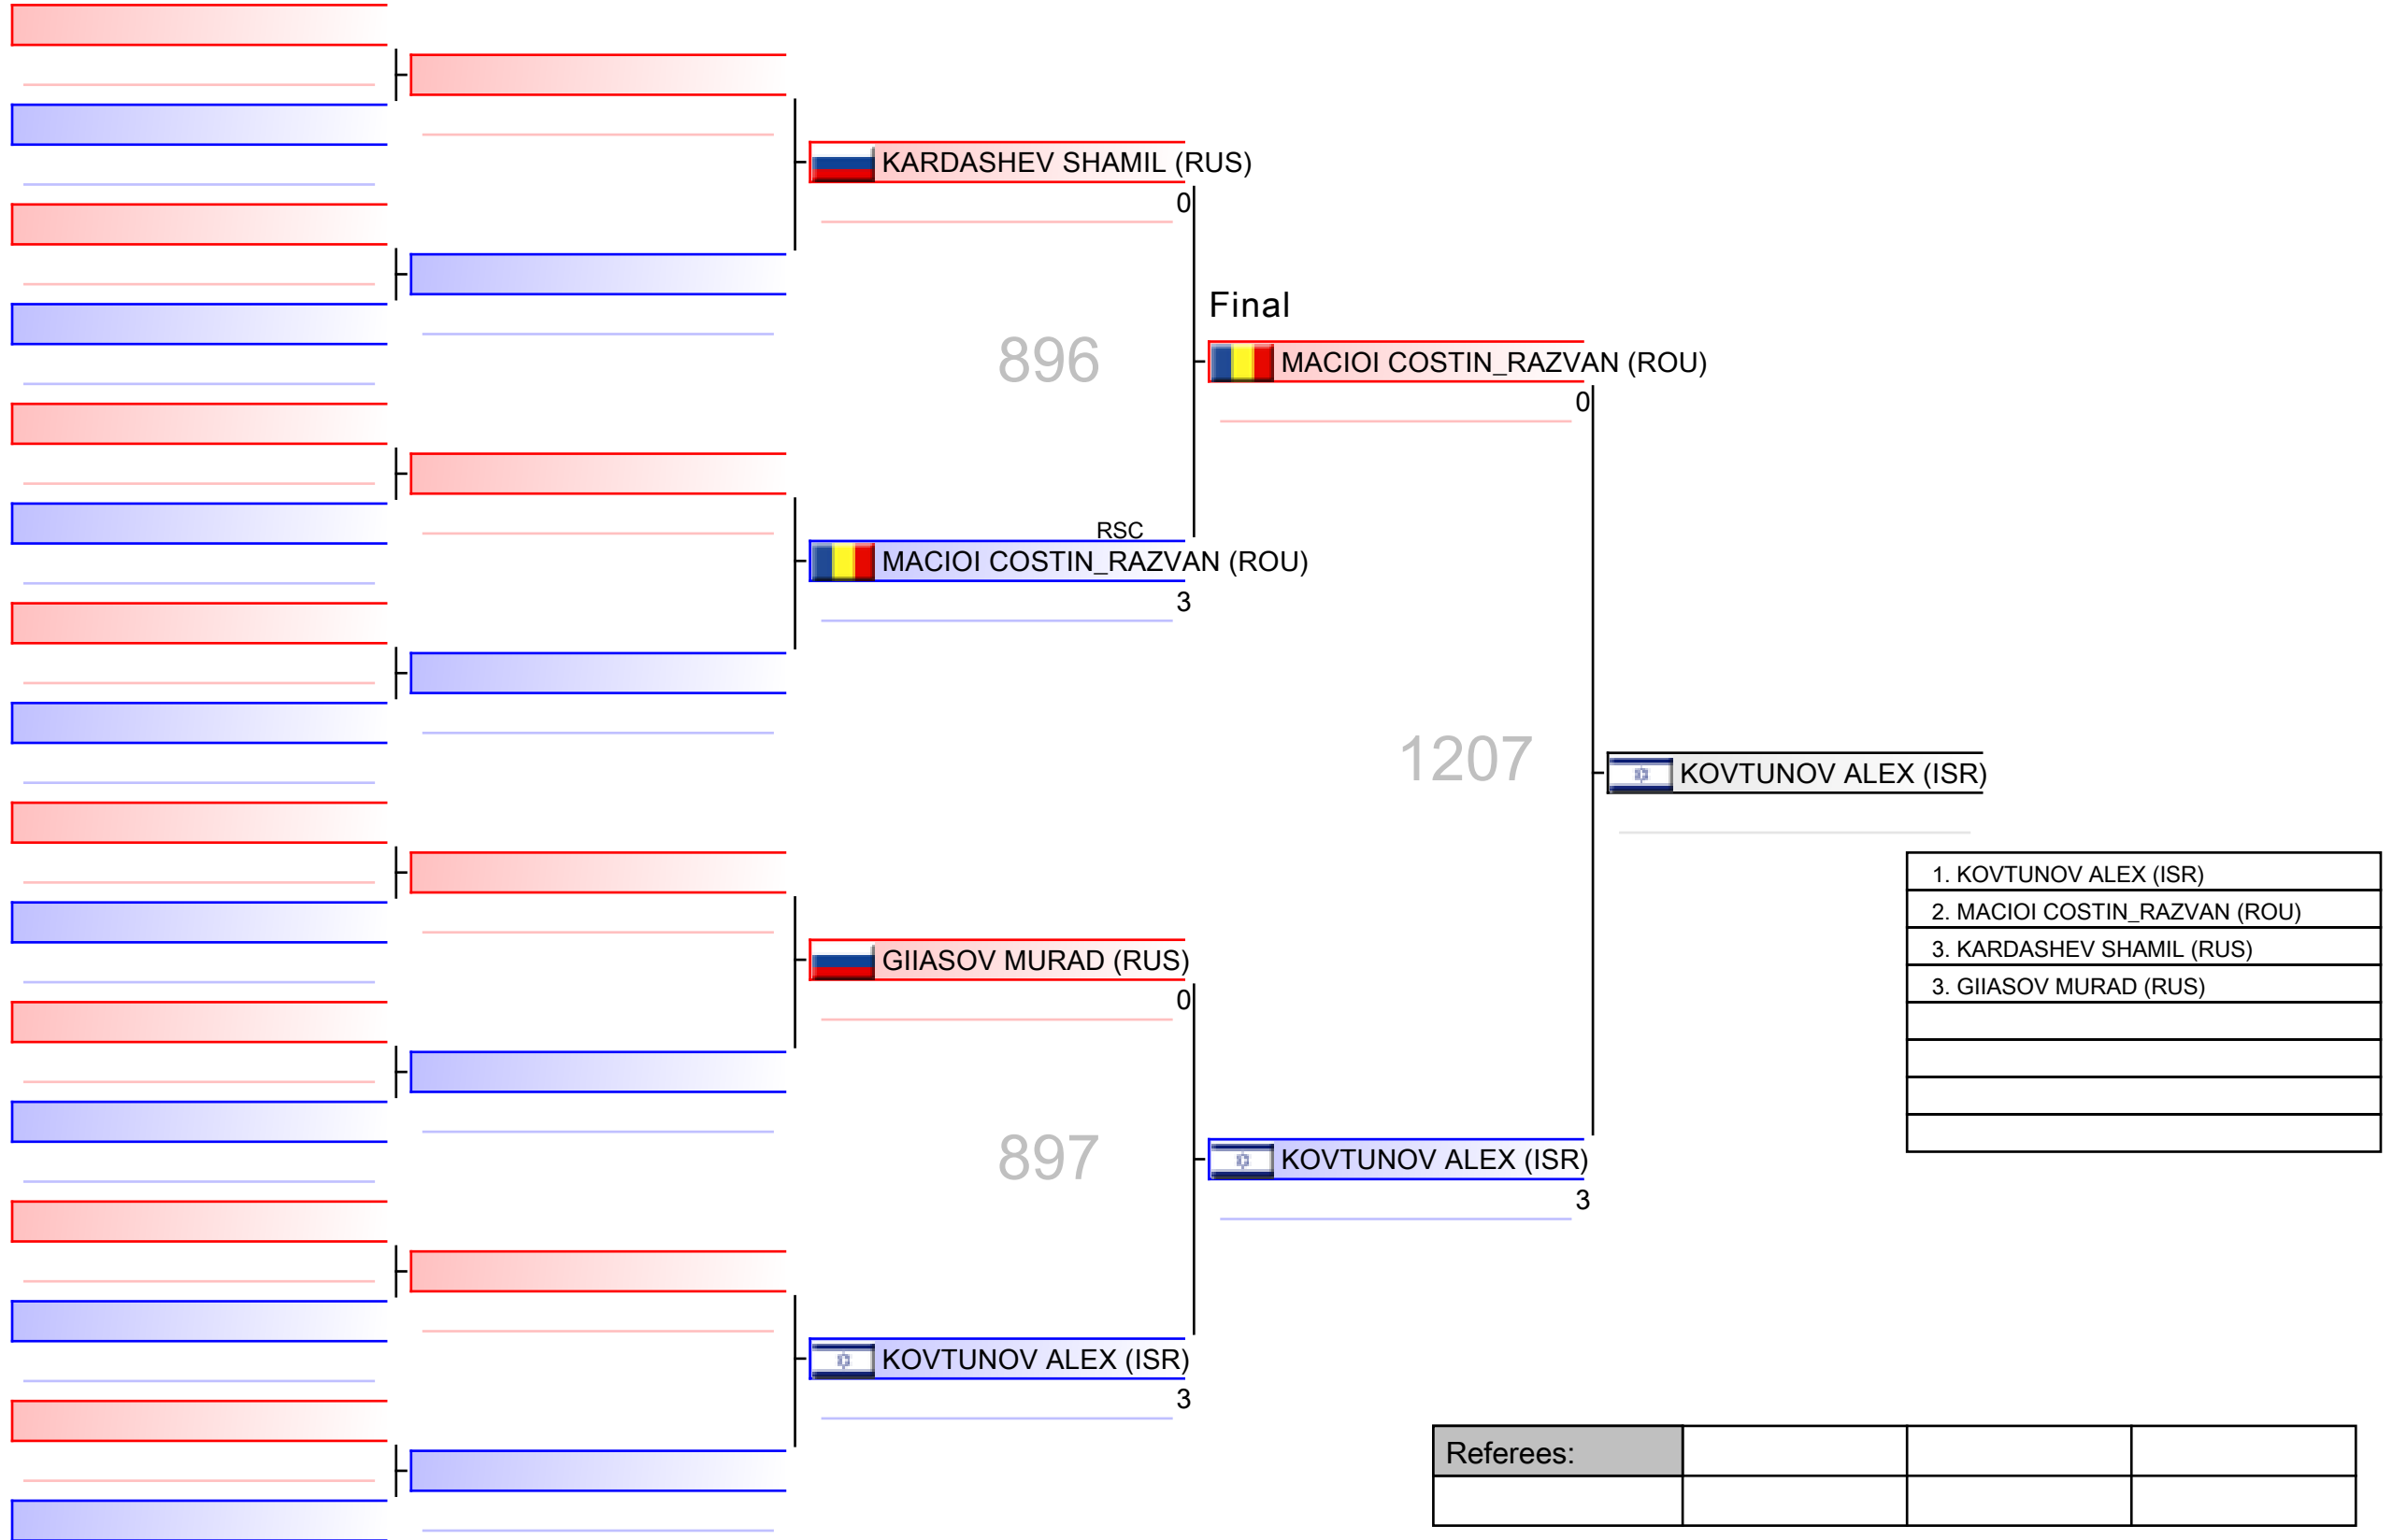 KARDASHEV SHAMIL (RUS)
0
Final
896
MACIOI COSTIN_RAZVAN (ROU)
0
RSC
MACIOI COSTIN_RAZVAN (ROU)
3
1207
KOVTUNOV ALEX (ISR)
1. KOVTUNOV ALEX (ISR)
2. MACIOI COSTIN_RAZVAN (ROU)
3. KARDASHEV SHAMIL (RUS)
3. GIIASOV MURAD (RUS)
GIIASOV MURAD (RUS)
0
897
KOVTUNOV ALEX (ISR)
3
KOVTUNOV ALEX (ISR)
3
Referees: